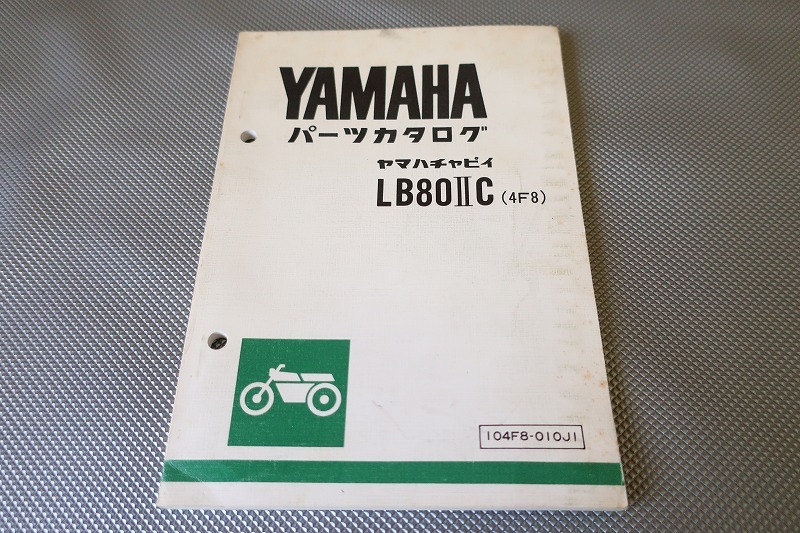 YAMAHA
パーツカタログ
ヤマハチャピイ
LB80ⅡC (4F8)
104F8-010J1